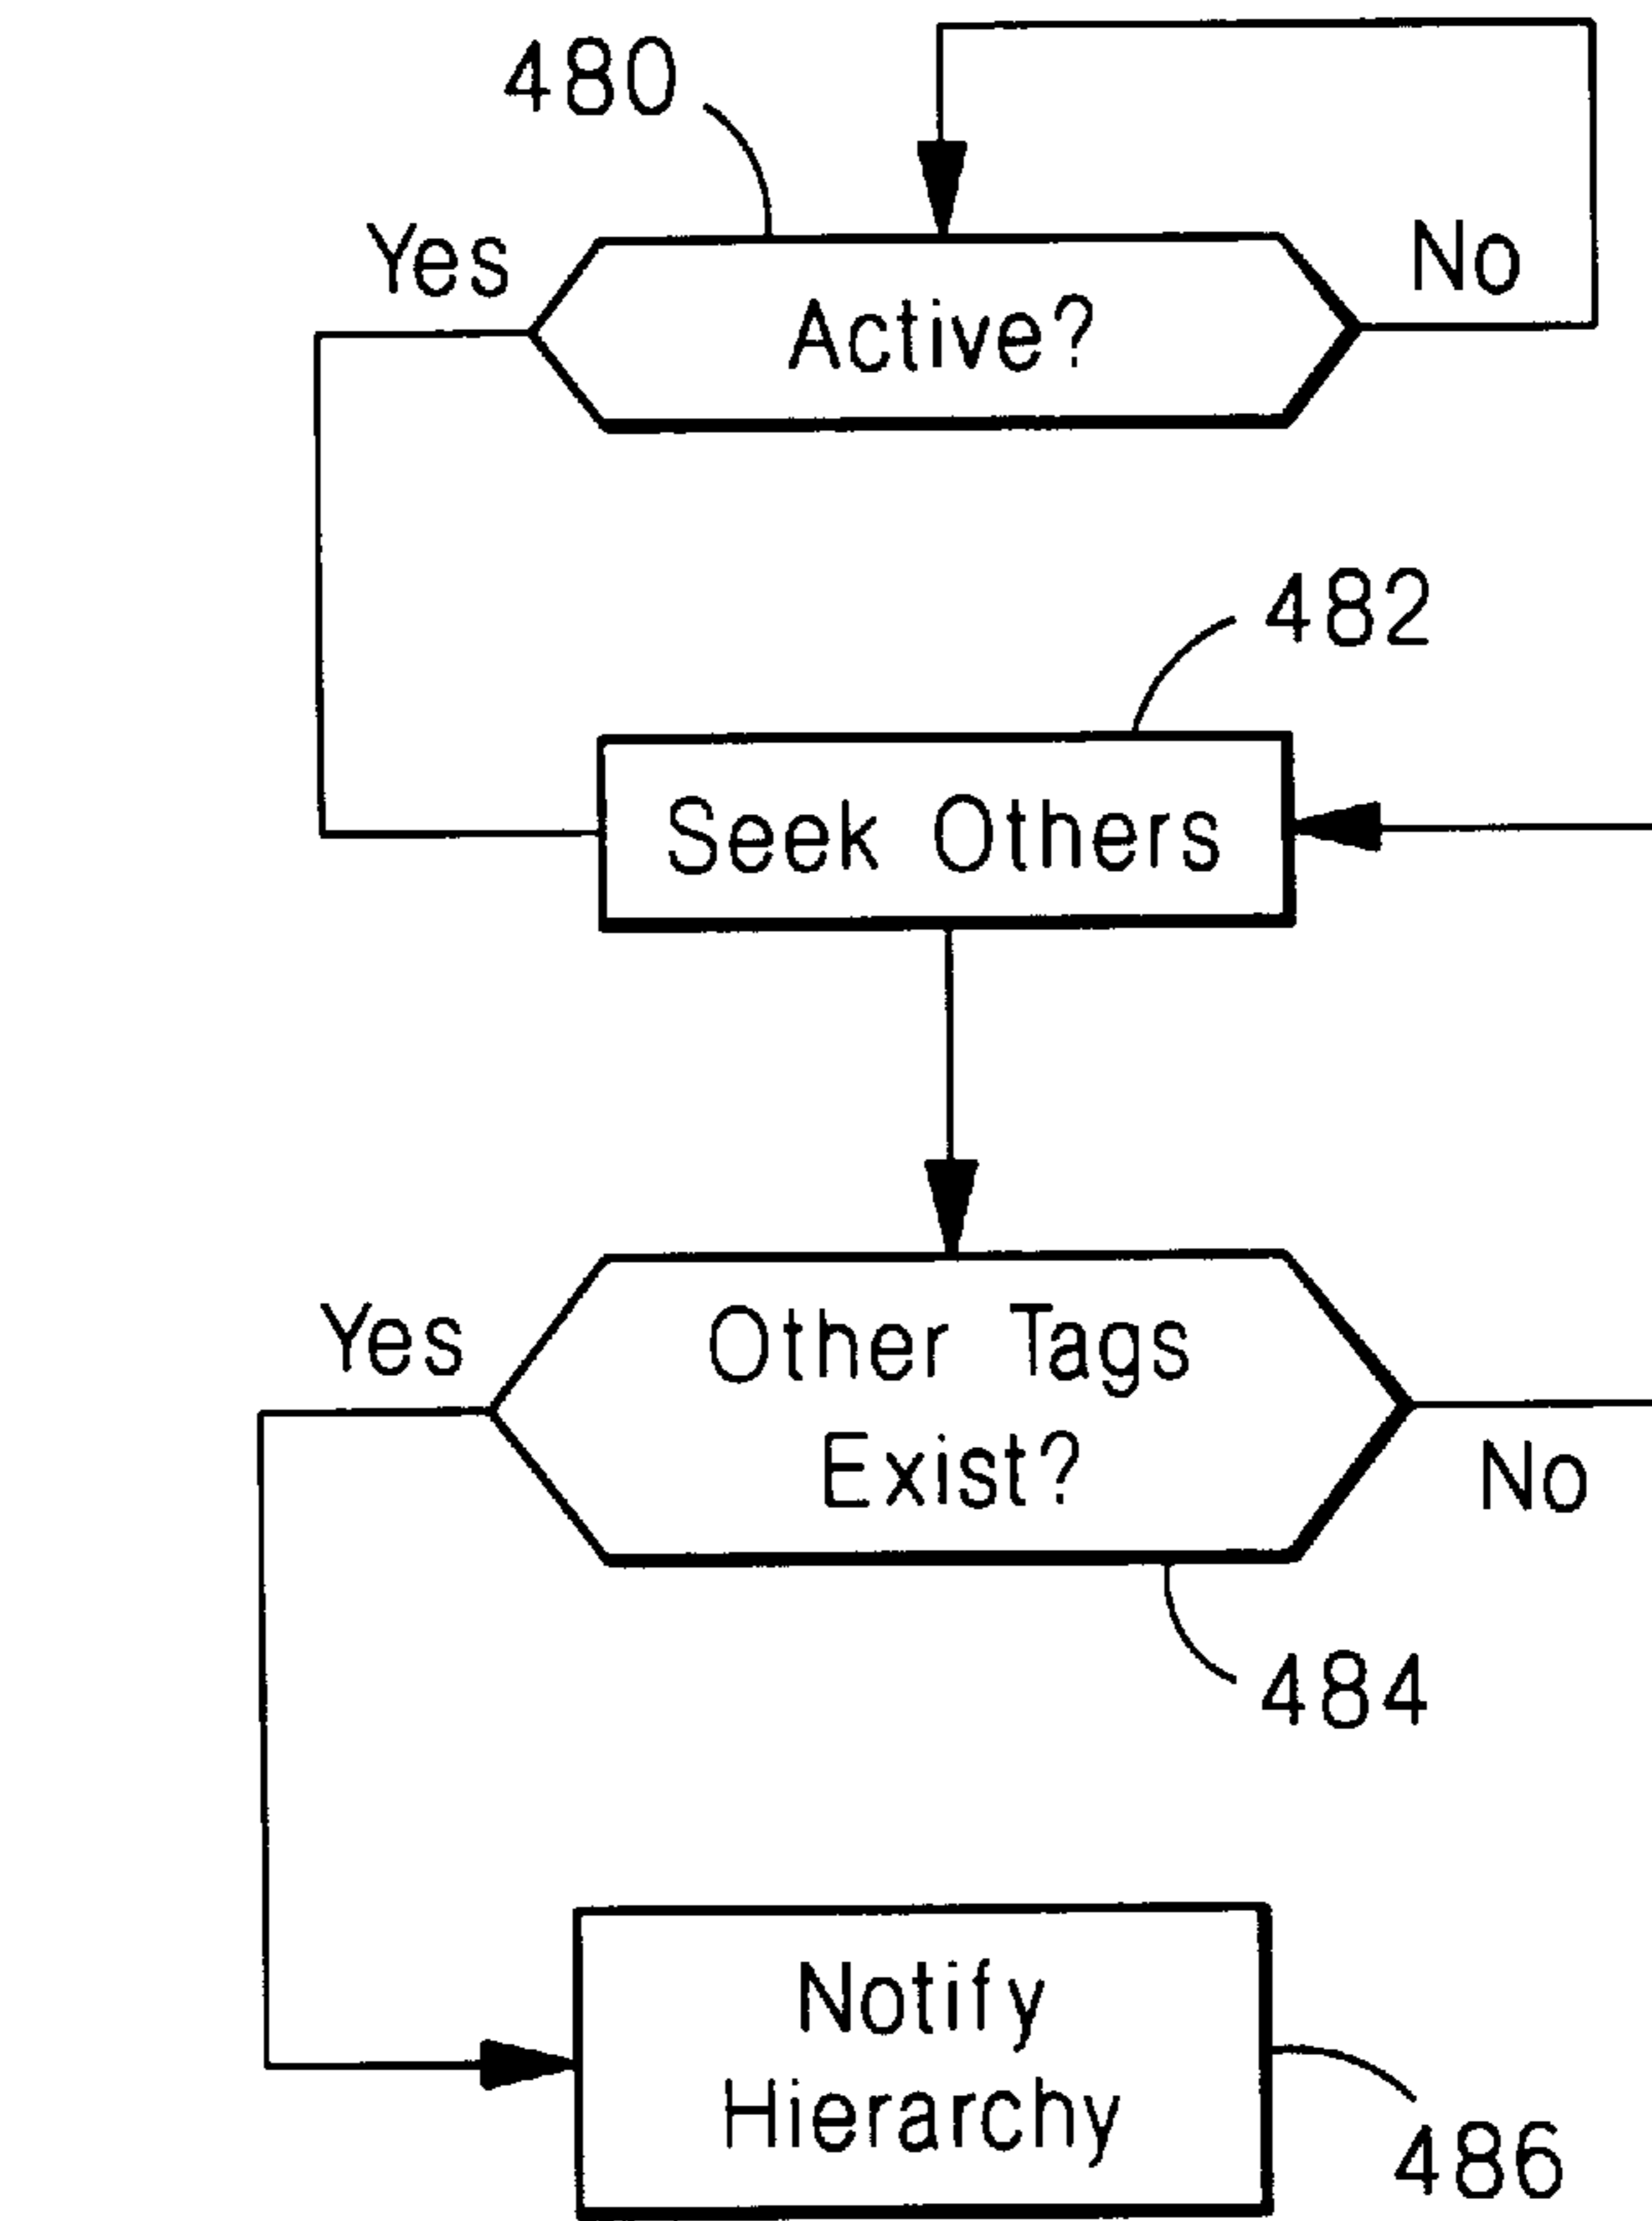 480
Yes
No
Active?
482
Seek Others
Yes
Other Tags
Exist?
No
484
Notify
Hierarchy
486